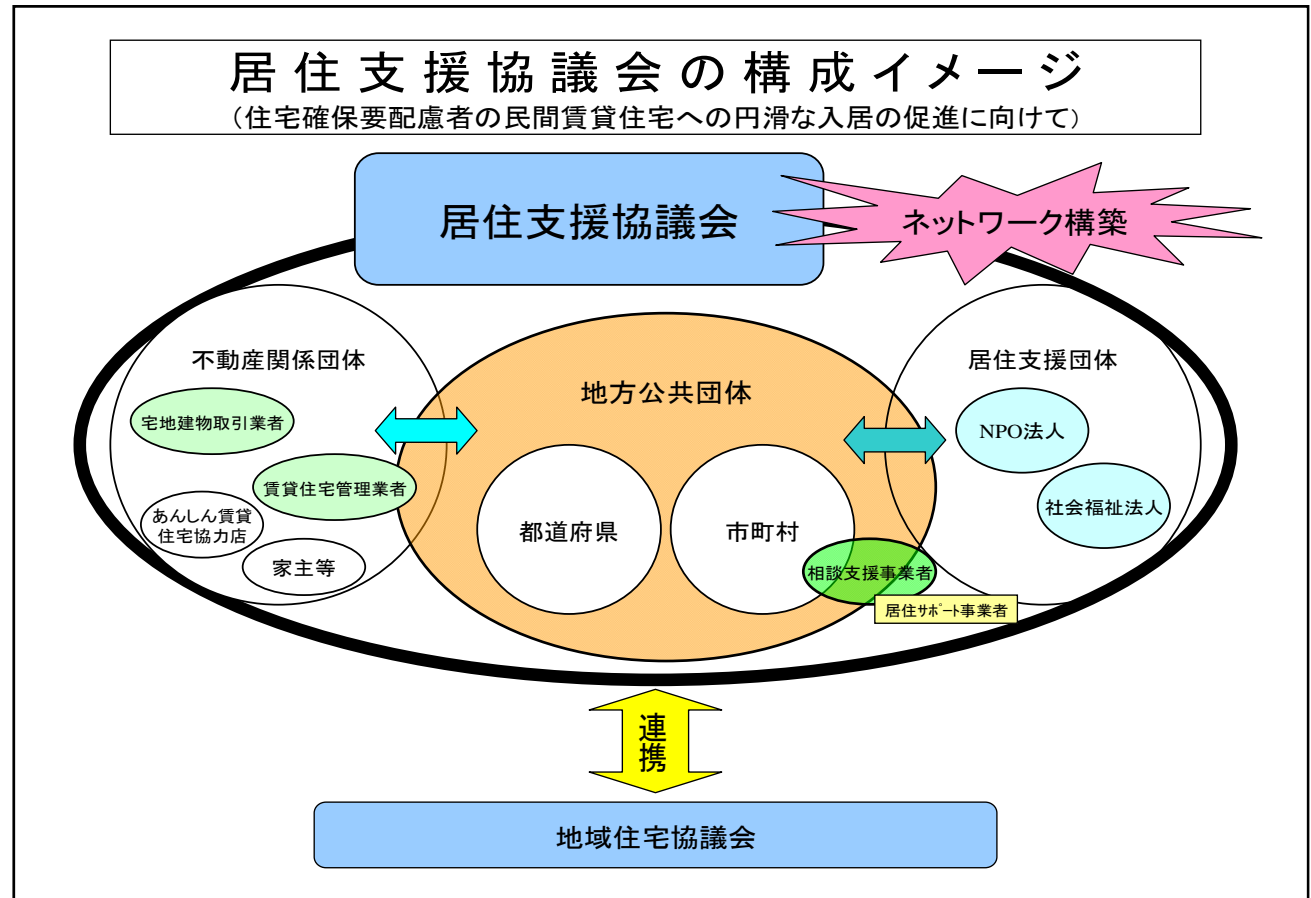 居住支援協議会の構成イメージ
（住宅確保要配慮者の民間賃貸住宅への円滑な入居の促進に向けて）
居住支援協議会
ネットワーク構築
不動産関係団体
宅地建物取引業者
賃貸住宅管理業者
あんしん賃貸
住宅協力店
家主等
地方公共団体
都道府県
市町村
居住支援団体
NPO法人
社会福祉法人
相談支援事業者
居住ｻﾎﾟｰﾄ事業者
連携
地域住宅協議会